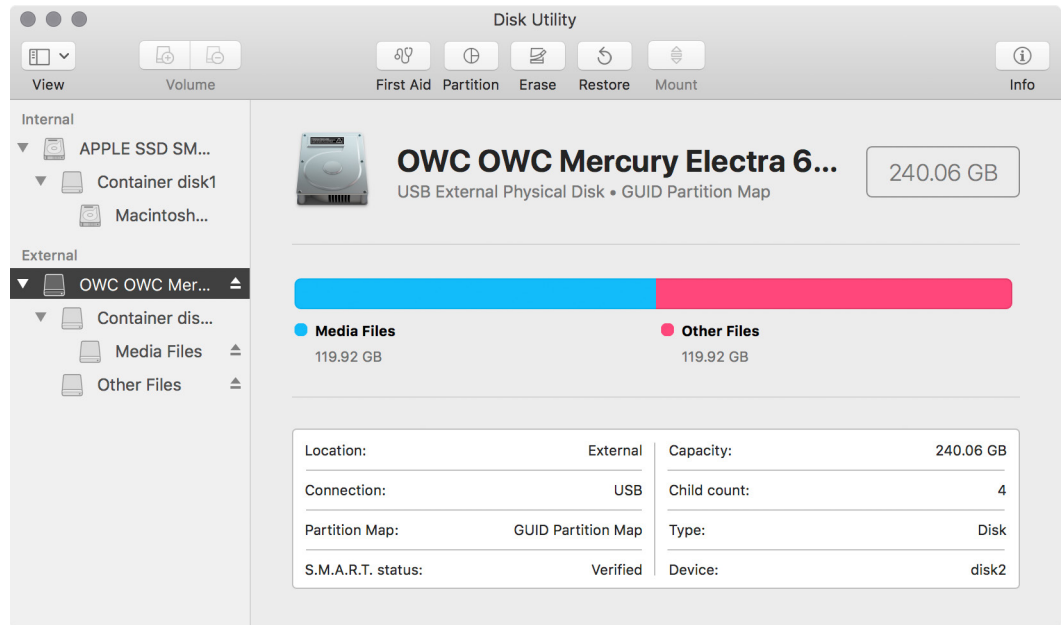 Disk Utility
View
Volume
First Aid
Partition
Erase
Restore
Mount
Info
Internal
APPLE SSD SM...
Container disk1
Macintosh...
External
OWC OWC Mer...
Container dis...
Media Files
Other Files
OWC OWC Mercury Electra 6...
USB External Physical Disk • GUID Partition Map
240.06 GB
Media Files
119.92 GB
Other Files
119.92 GB
Location: External
Capacity: 240.06 GB
Connection: USB
Child count: 4
Partition Map: GUID Partition Map
Type: Disk
S.M.A.R.T. status: Verified
Device: disk2